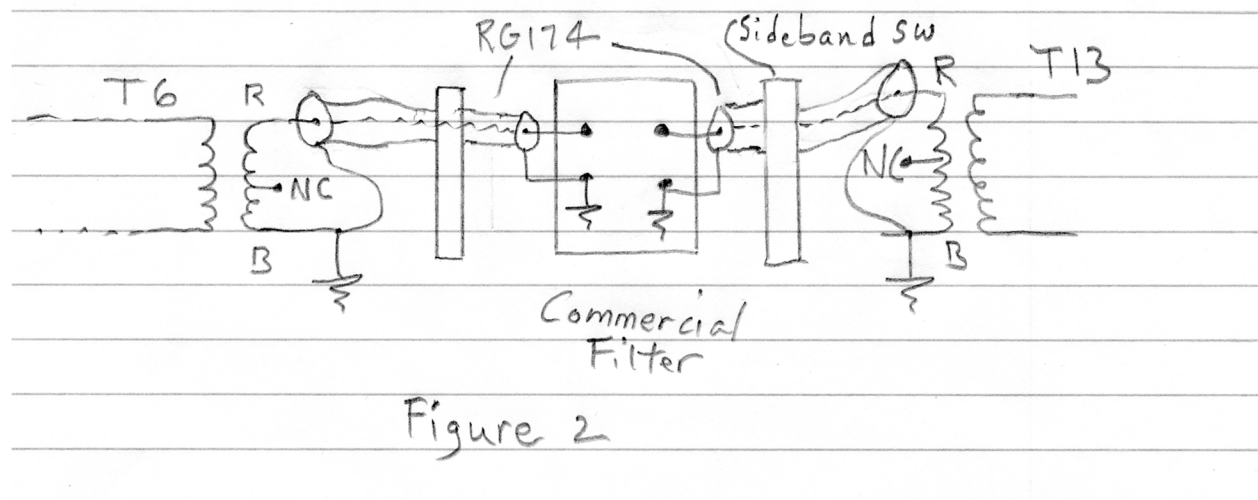 RG174
(Sideband SW
T6
R
R
T13
NC
NC
B
B
Commercial
Filter
Figure 2